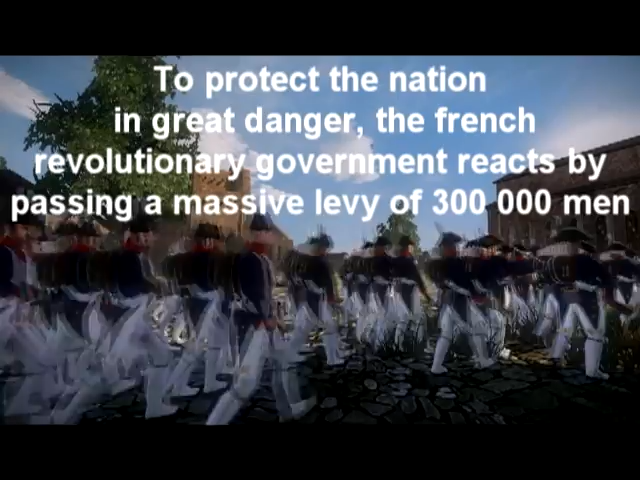 To protect the nation
in great danger, the french
revolutionary government reacts by
passing a massive levy of 300 000 men